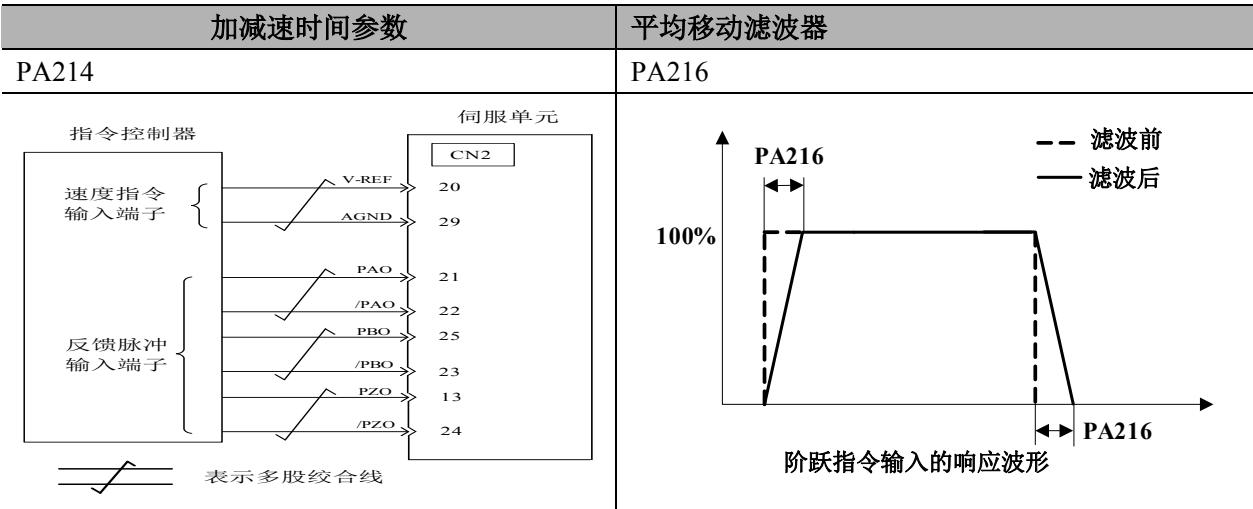 加减速时间参数
平均移动滤波器
PA214
PA216
指令控制器
伺服单元
CN2
速度指令
输入端子
V-REF
20
AGND
29
PAO
21
/PAO
22
反馈脉冲
输入端子
PBO
25
/PBO
23
PZO
13
/PZO
24
表示多股绞合线
滤波前
滤波后
PA216
100%
PA216
阶跃指令输入的响应波形